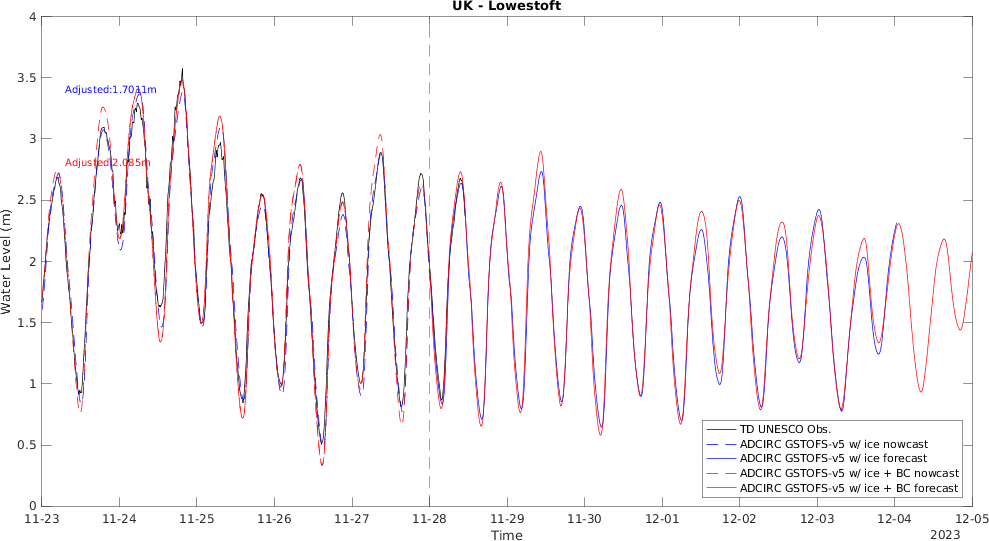 UK - Lowestoft
4
3.5
3
2.5
2
1.5
1
0.5
0
Water Level (m)
Adjusted:1.7011m
Adjusted:2.085m
TD UNESCO Obs.
ADCIRC GSTOFS-v5 w/ ice nowcast
ADCIRC GSTOFS-v5 w/ ice forecast
ADCIRC GSTOFS-v5 w/ ice + BC nowcast
ADCIRC GSTOFS-v5 w/ ice + BC forecast
11-23 11-24 11-25 11-26 11-27 11-28 11-29 11-30 12-01 12-02 12-03 12-04 12-05
Time
2023